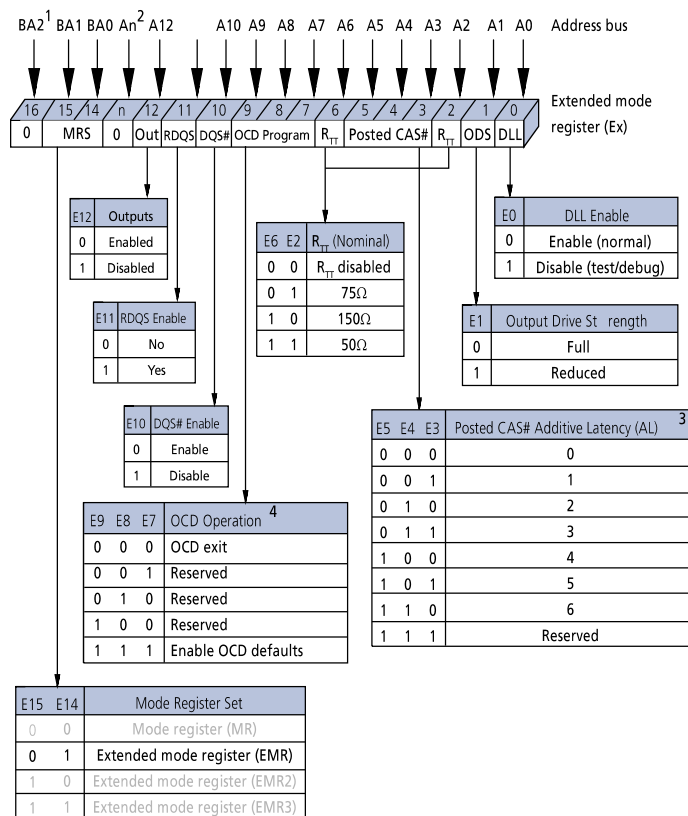 BA2¹ BA1 BA0 An² A12 A10 A9 A8 A7 A6 A5 A4 A3 A2 A1 A0 Address bus
16 15 14 n 12 11 10 9 8 7 6 5 4 3 2 1 0 Extended mode
0 MRS 0 Out RDQS DQS# OCD Program RTT Posted CAS# RTT ODS DLL register (Ex)
E12 Outputs
0 Enabled
1 Disabled
E6 E2 RTT (Nominal)
0 0 RTT disabled
0 1 75Ω
1 0 150Ω
1 1 50Ω
E0 DLL Enable
0 Enable (normal)
1 Disable (test/debug)
E11 RDQS Enable
0 No
1 Yes
E1 Output Drive St rength
0 Full
1 Reduced
E10 DQS# Enable
0 Enable
1 Disable
E5 E4 E3 Posted CAS# Additive Latency (AL) 3
0 0 0 0
0 0 1 1
0 1 0 2
0 1 1 3
1 0 0 4
1 0 1 5
1 1 0 6
1 1 1 Reserved
E9 E8 E7 OCD Operation 4
0 0 0 OCD exit
0 0 1 Reserved
0 1 0 Reserved
1 0 0 Reserved
1 1 1 Enable OCD defaults
E15 E14 Mode Register Set
0 0 Mode register (MR)
0 1 Extended mode register (EMR)
1 0 Extended mode register (EMR2)
1 1 Extended mode register (EMR3)